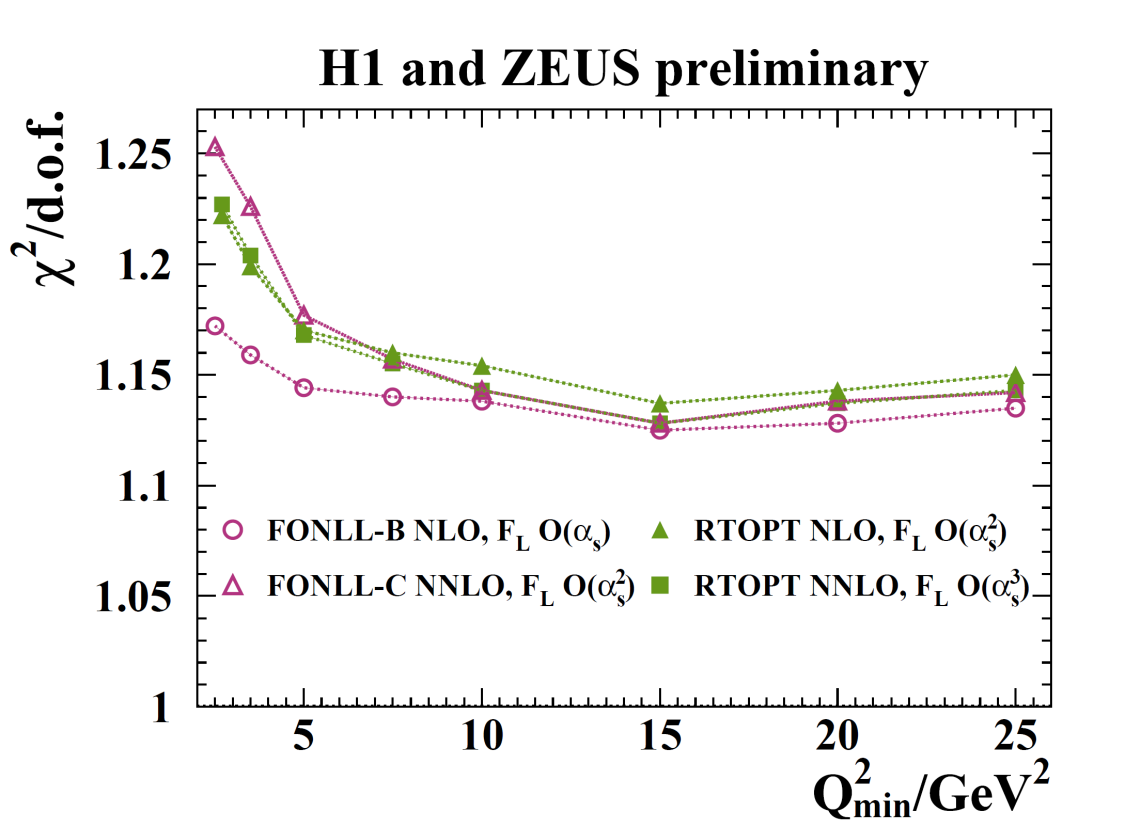 H1 and ZEUS preliminary
χ²/d.o.f.
1.25
1.2
1.15
1.1
1.05
1
FONLL-B NLO, F_L O(α_s)
RTOPT NLO, F_L O(α_s²)
FONLL-C NNLO, F_L O(α_s²)
RTOPT NNLO, F_L O(α_s³)
5 10 15 20 25
Q²_min/GeV²